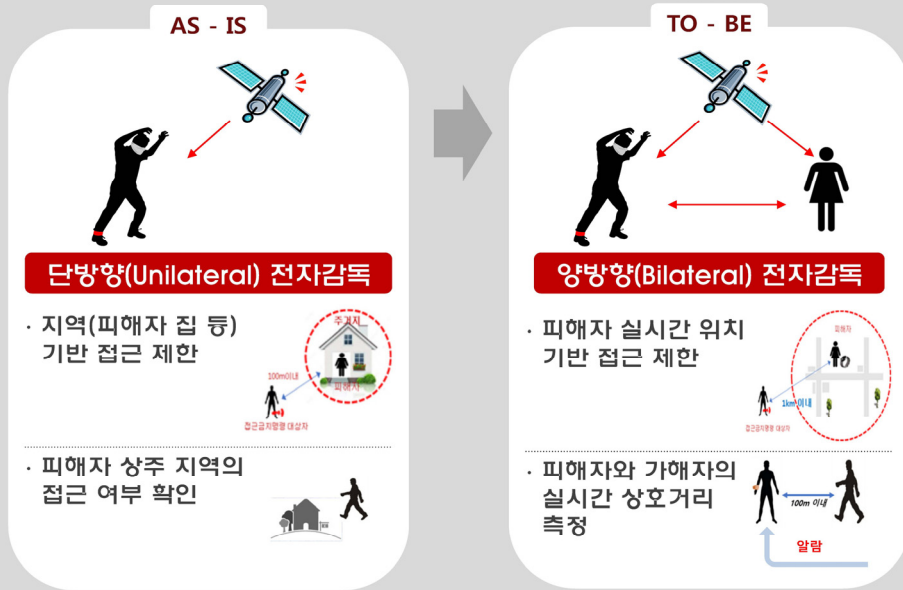 AS - IS
단방향(Unilateral) 전자감독
· 지역(피해자 집 등)
기반 접근 제한
주거지
100m이내
피해자
접근금지명령 대상자
· 피해자 상주 지역의
접근 여부 확인
TO - BE
양방향(Bilateral) 전자감독
· 피해자 실시간 위치
기반 접근 제한
피해자
1km 이내
접근금지명령 대상자
· 피해자와 가해자의
실시간 상호거리
측정
100m 이내
알람